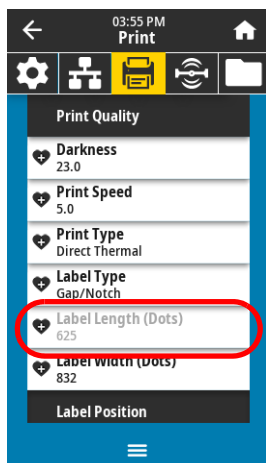 03:55 PM
Print
Print Quality
Darkness
23.0
Print Speed
5.0
Print Type
Direct Thermal
Label Type
Gap/Notch
Label Length (Dots)
625
Label Width (Dots)
832
Label Position